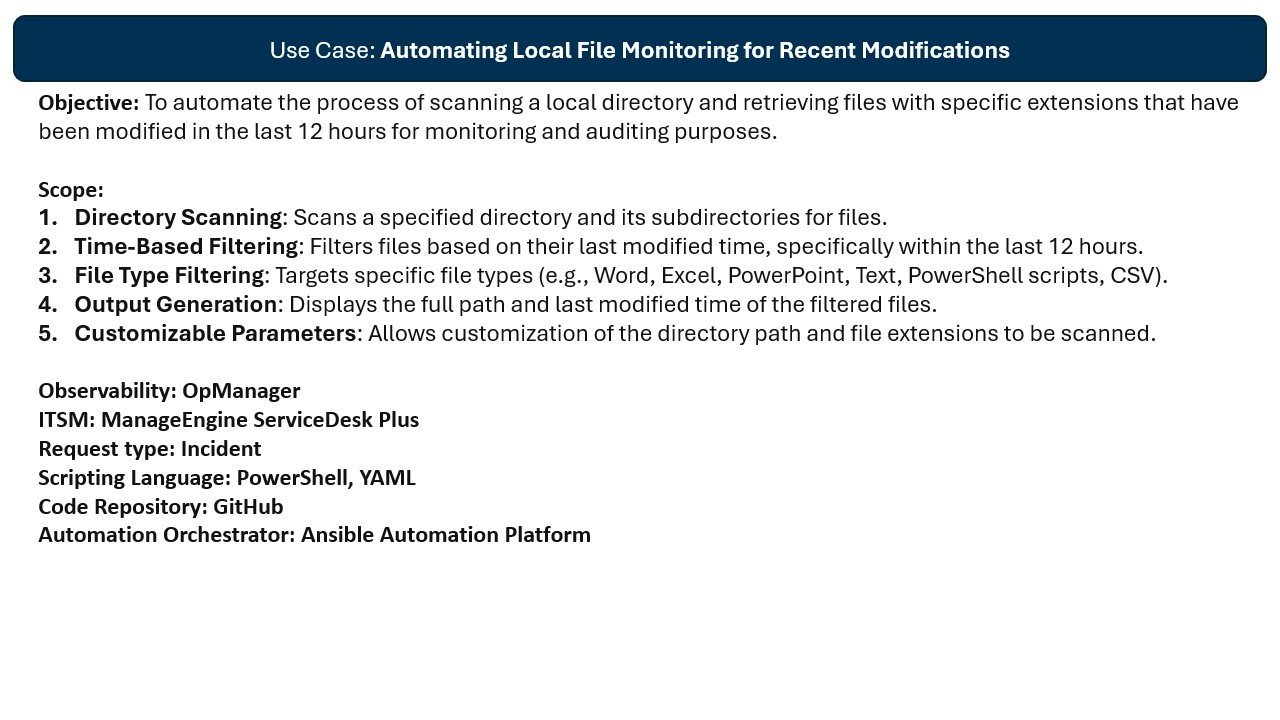 Use Case: Automating Local File Monitoring for Recent Modifications
Objective: To automate the process of scanning a local directory and retrieving files with specific extensions that have
been modified in the last 12 hours for monitoring and auditing purposes.
Scope:
1. Directory Scanning: Scans a specified directory and its subdirectories for files.
2. Time-Based Filtering: Filters files based on their last modified time, specifically within the last 12 hours.
3. File Type Filtering: Targets specific file types (e.g., Word, Excel, PowerPoint, Text, PowerShell scripts, CSV).
4. Output Generation: Displays the full path and last modified time of the filtered files.
5. Customizable Parameters: Allows customization of the directory path and file extensions to be scanned.
Observability: OpManager
ITSM: ManageEngine ServiceDesk Plus
Request type: Incident
Scripting Language: PowerShell, YAML
Code Repository: GitHub
Automation Orchestrator: Ansible Automation Platform